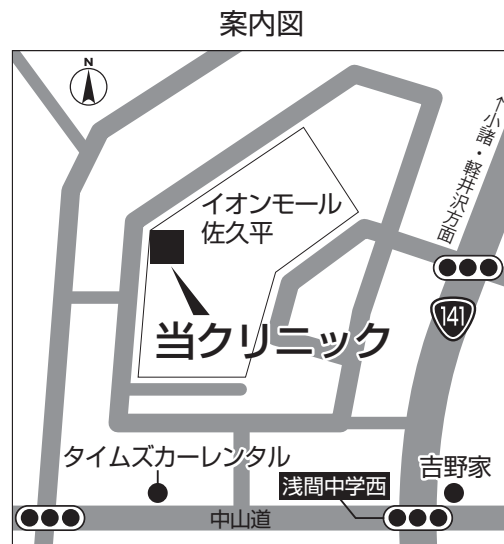 案内図
N
←小諸・軽井沢方面
イオンモール
佐久平
141
当クリニック
タイムズカーレンタル
吉野家
浅間中学西
中山道